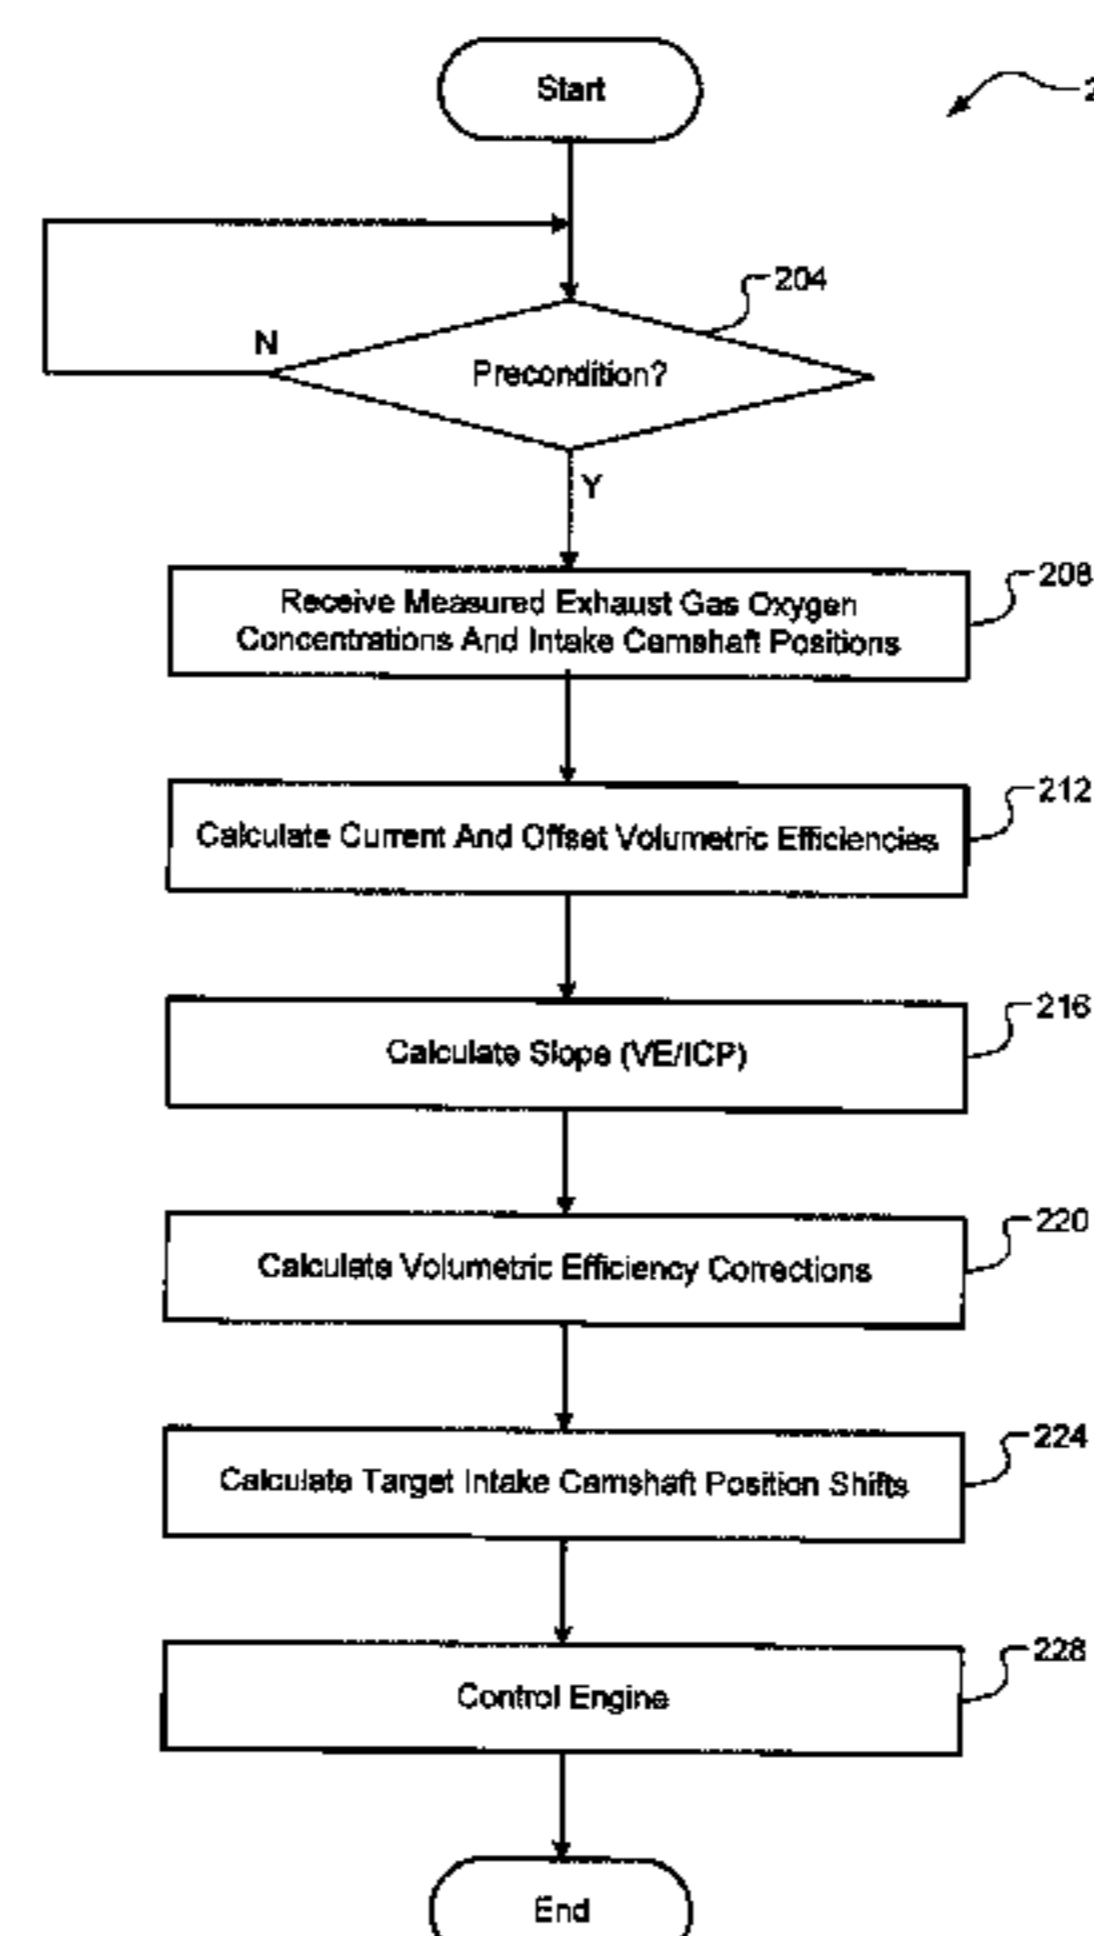 Start
204
N
Precondition?
Y
208
Receive Measured Exhaust Gas Oxygen
Concentrations And Intake Camshaft Positions
212
Calculate Current And Offset Volumetric Efficiencies
216
Calculate Slope (VE/ICP)
220
Calculate Volumetric Efficiency Corrections
224
Calculate Target Intake Camshaft Position Shifts
228
Control Engine
End